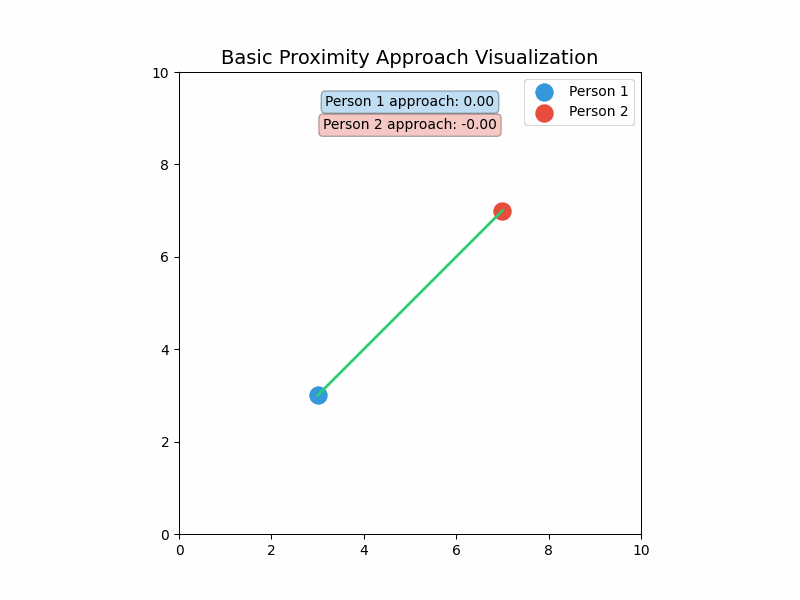 Basic Proximity Approach Visualization
Person 1 approach: 0.00
Person 2 approach: -0.00
Person 1
Person 2
10
8
6
4
2
0
0 2 4 6 8 10